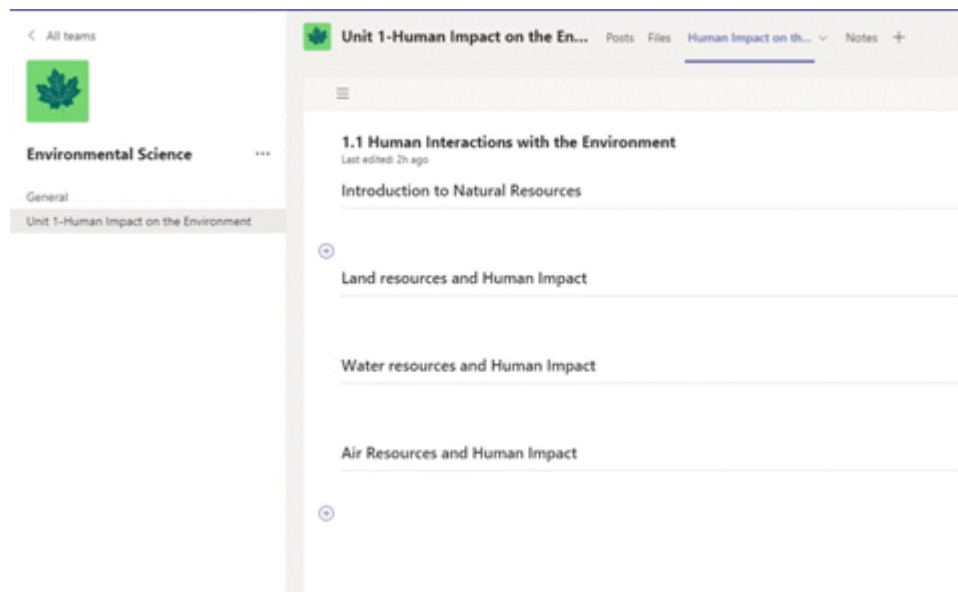 All teams
Environmental Science
General
Unit 1-Human Impact on the Environment
Unit 1-Human Impact on the En... Posts Files Human Impact on th... Notes
1.1 Human Interactions with the Environment
Last edited: 2h ago
Introduction to Natural Resources
Land resources and Human Impact
Water resources and Human Impact
Air Resources and Human Impact